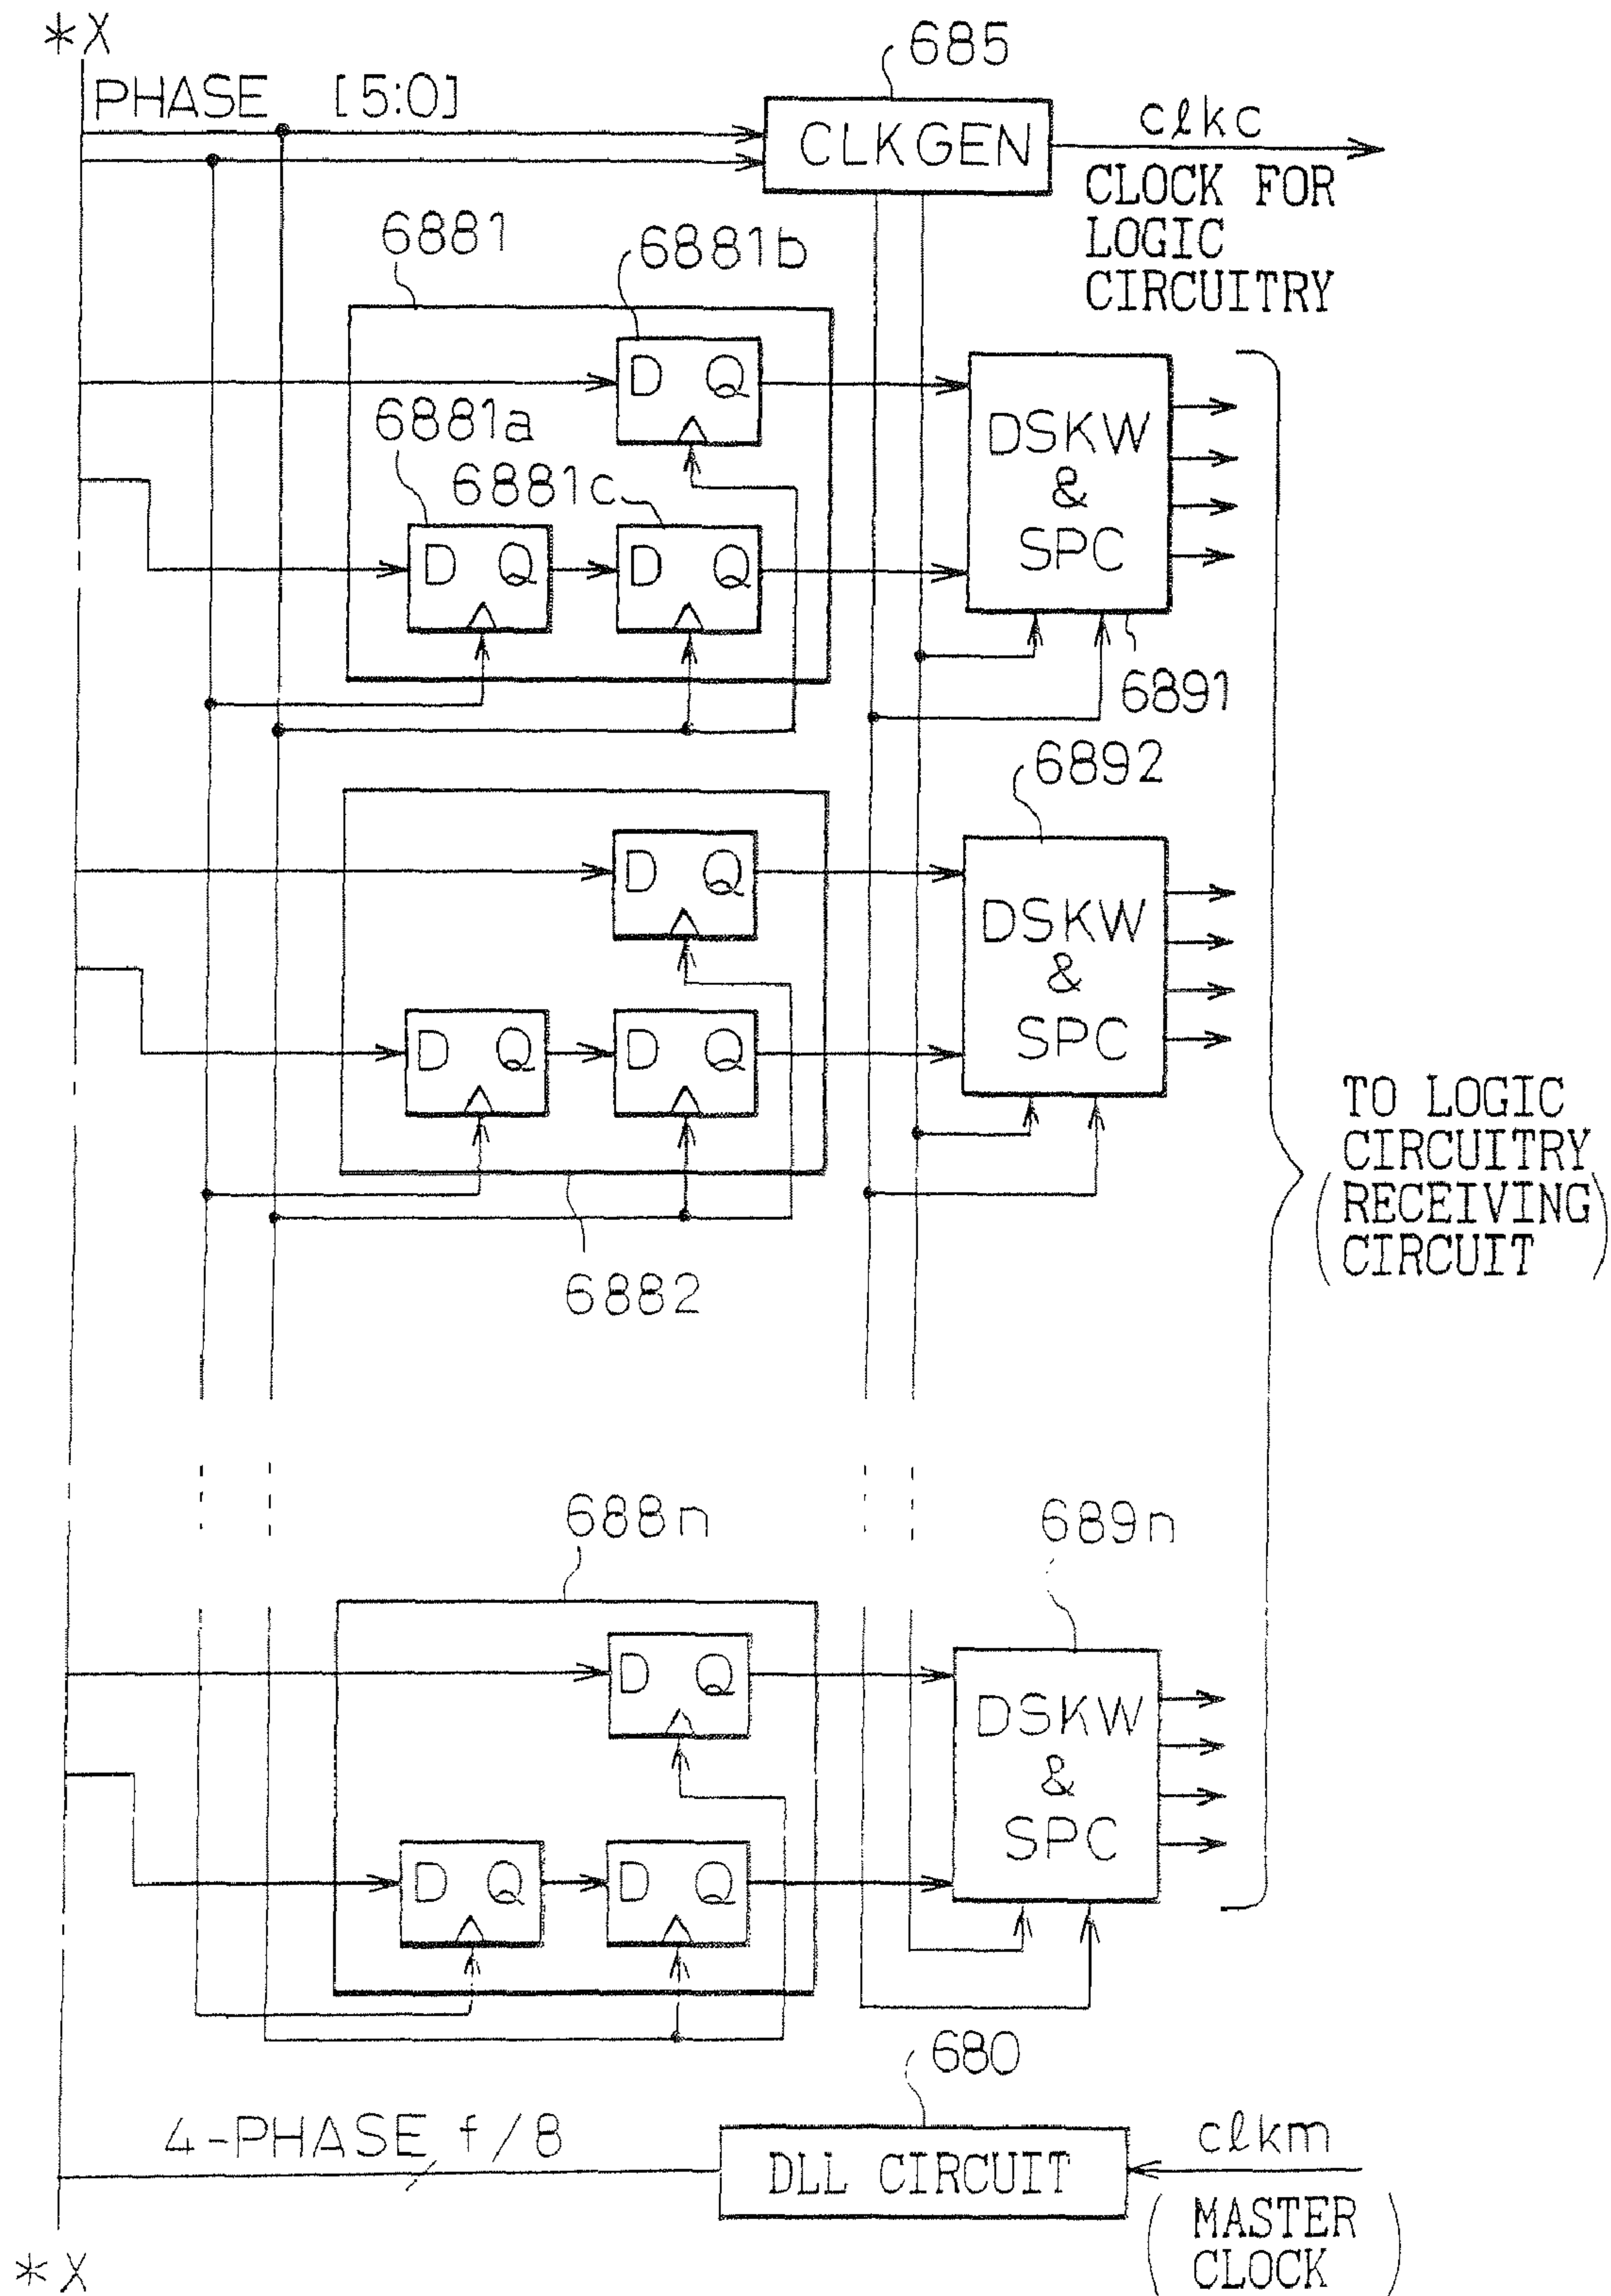 *X
685
PHASE [5:0]
CLKGEN
clkc
CLOCK FOR
LOGIC
CIRCUITRY
6881
6881b
D Q
6881a
6881c
D Q
D Q
DSKW
&
SPC
6891
6892
D Q
D Q
D Q
DSKW
&
SPC
6882
TO LOGIC
CIRCUITRY
(RECEIVING
CIRCUIT)
688n
689n
D Q
D Q
D Q
DSKW
&
SPC
680
4-PHASE f/8
DLL CIRCUIT
clkm
(MASTER
CLOCK
*X